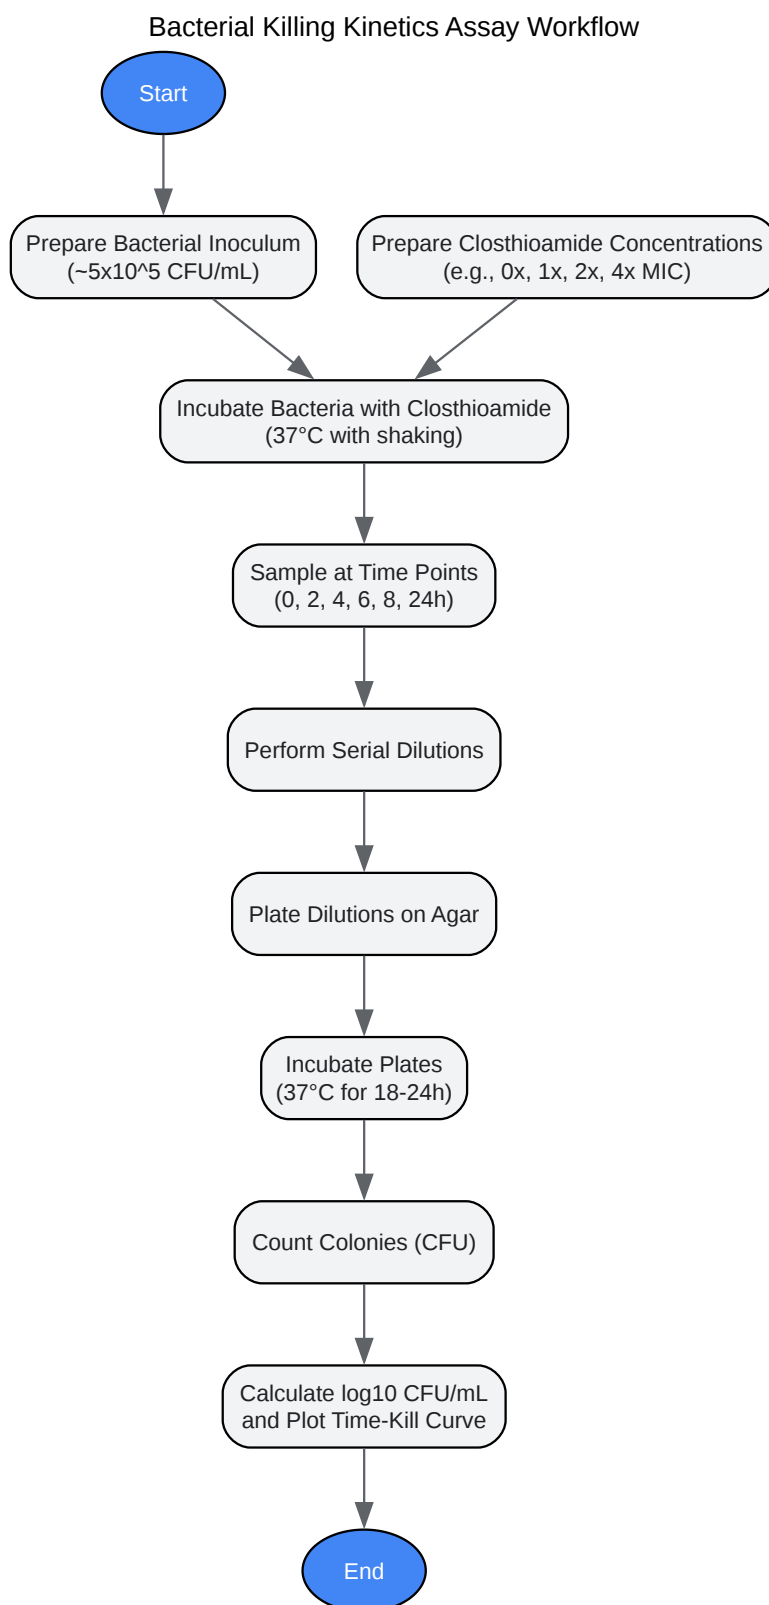 Bacterial Killing Kinetics Assay Workflow
Start
Prepare Bacterial Inoculum
(~5x10^5 CFU/mL)
Prepare Closthioamide Concentrations
(e.g., 0x, 1x, 2x, 4x MIC)
Incubate Bacteria with Closthioamide
(37°C with shaking)
Sample at Time Points
(0, 2, 4, 6, 8, 24h)
Perform Serial Dilutions
Plate Dilutions on Agar
Incubate Plates
(37°C for 18-24h)
Count Colonies (CFU)
Calculate log10 CFU/mL
and Plot Time-Kill Curve
End